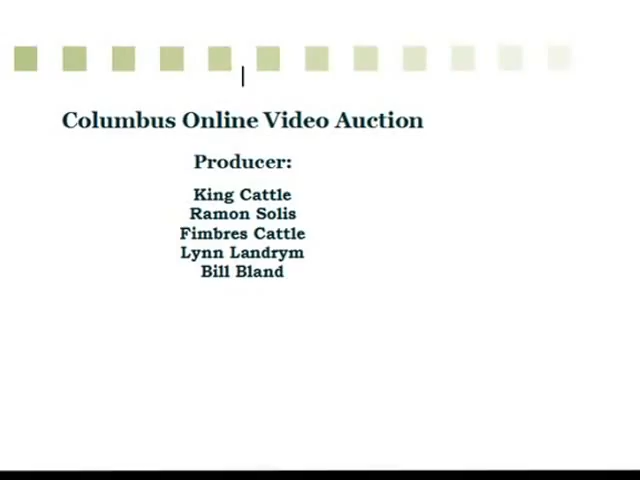 Columbus Online Video Auction
Producer:
King Cattle
Ramon Solis
Fimbres Cattle
Lynn Landrym
Bill Bland